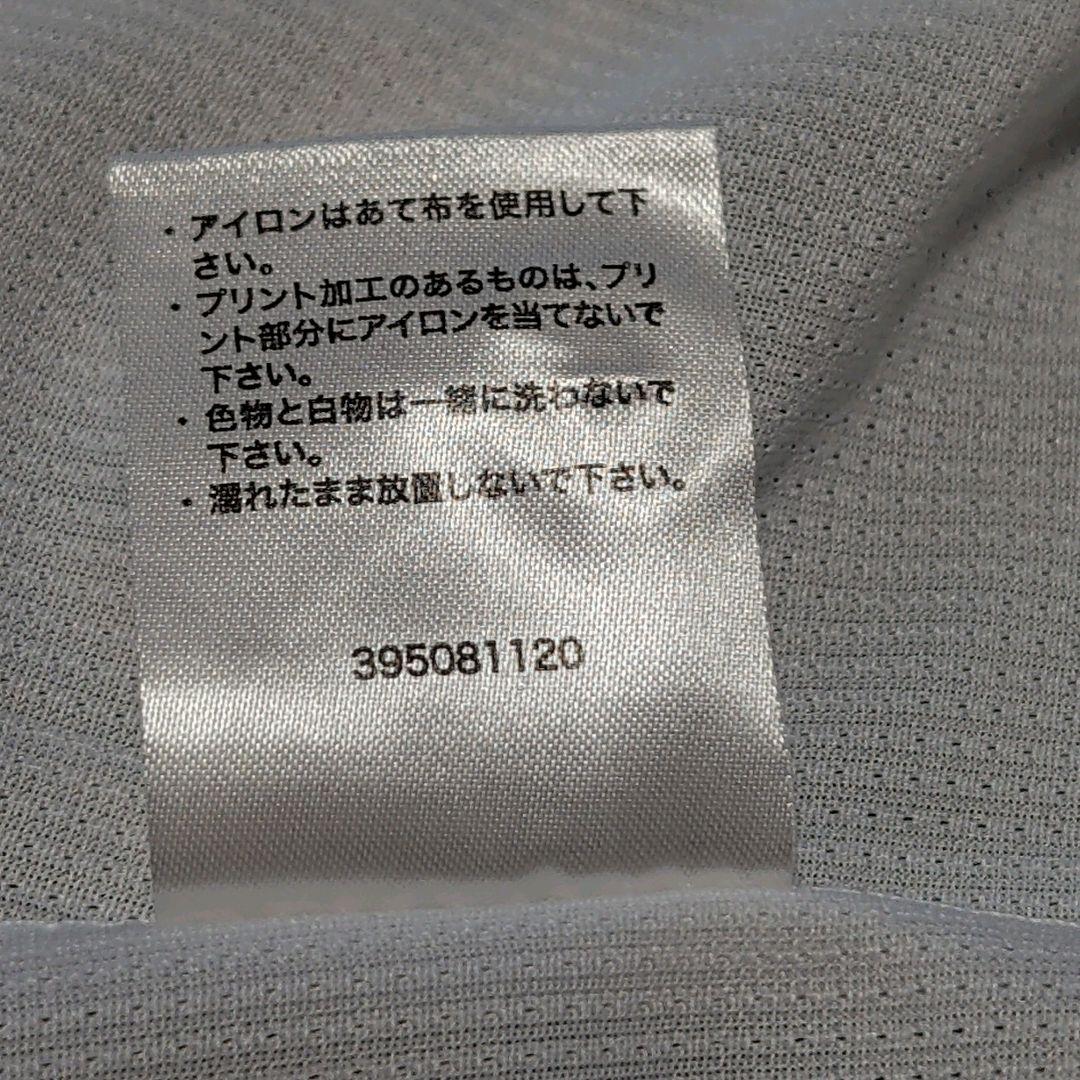 ・アイロンはあて布を使用して下
さい。
・プリント加工のあるものは、プリ
ント部分にアイロンを当てないで
下さい。
・色物と白物は一緒に洗わないで
下さい。
・濡れたまま放置しないで下さい。
395081120